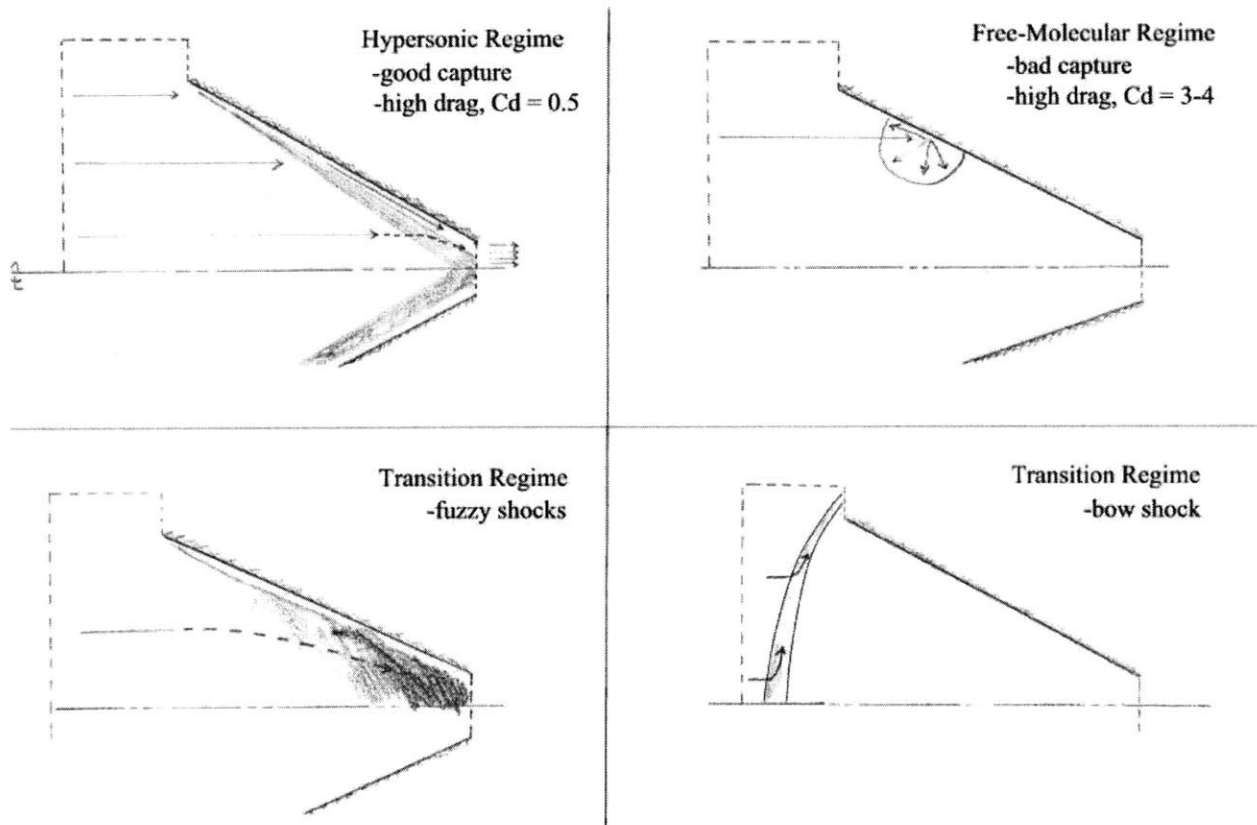 Hypersonic Regime
-good capture
-high drag, Cd = 0.5
Free-Molecular Regime
-bad capture
-high drag, Cd = 3-4
Transition Regime
-fuzzy shocks
Transition Regime
-bow shock